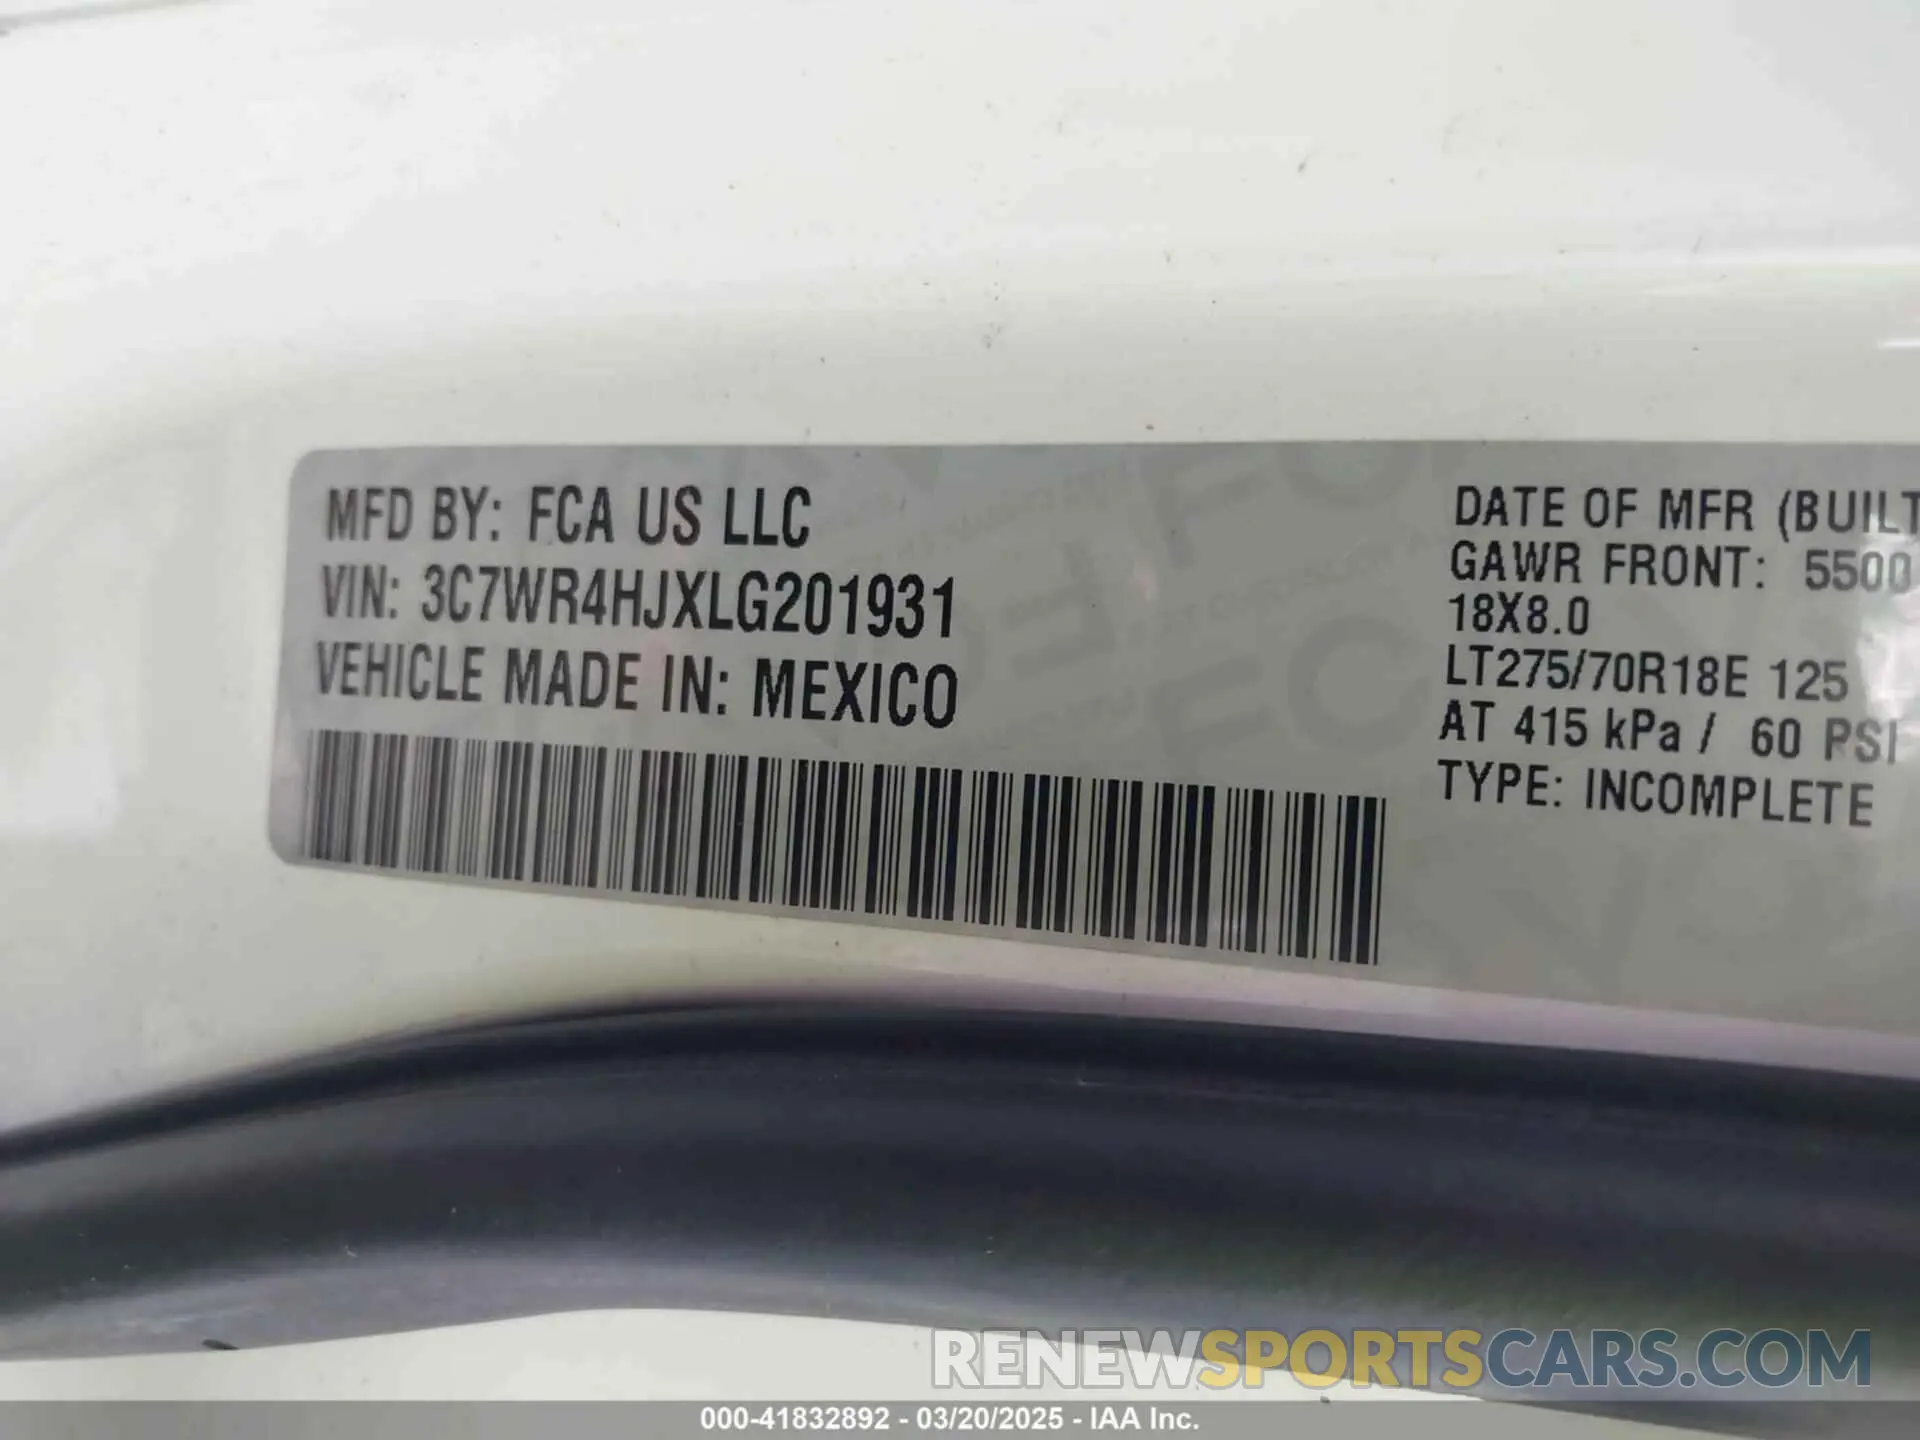 MFD BY: FCA US LLC
VIN: 3C7WR4HJXLG201931
VEHICLE MADE IN: MEXICO
DATE OF MFR (BUILT
GAWR FRONT: 5500
18X8.0
LT275/70R18E 125
AT 415 kPa / 60 PSI
TYPE: INCOMPLETE
RENEWSPORTSCARS.COM
000-41832892 - 03/20/2025 - IAA Inc.